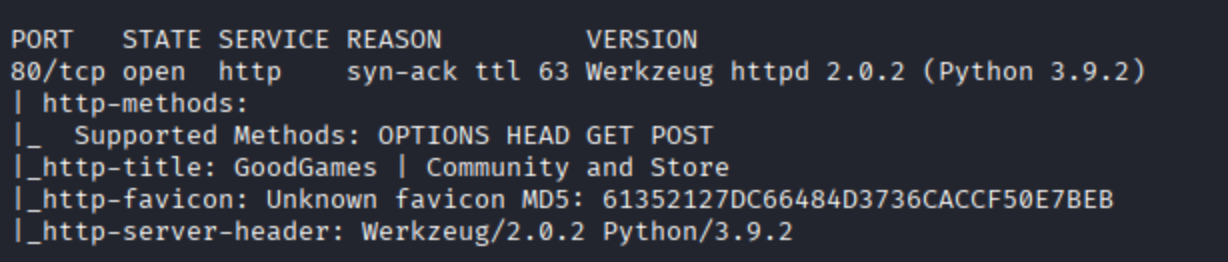 PORT   STATE SERVICE REASON         VERSION
80/tcp open  http    syn-ack ttl 63 Werkzeug httpd 2.0.2 (Python 3.9.2)
| http-methods:
|_  Supported Methods: OPTIONS HEAD GET POST
|_http-title: GoodGames | Community and Store
|_http-favicon: Unknown favicon MD5: 61352127DC66484D3736CACCF50E7BEB
|_http-server-header: Werkzeug/2.0.2 Python/3.9.2